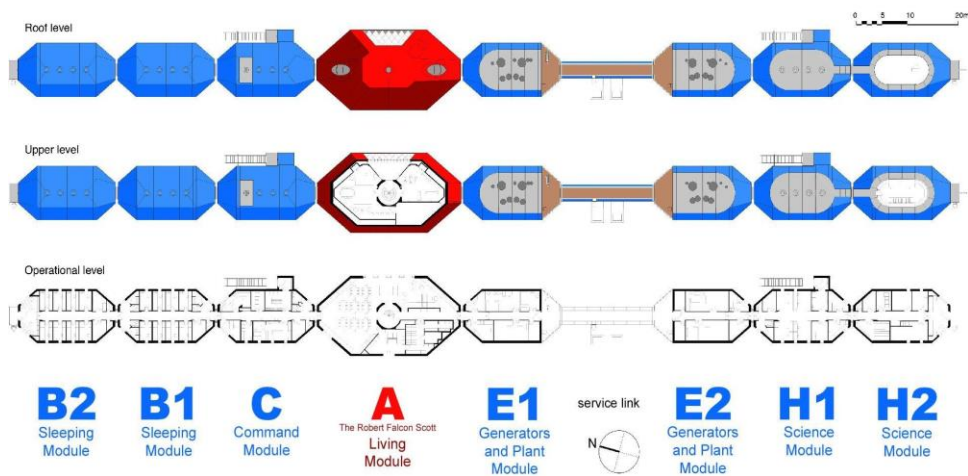 Roof level
0 5 10 20m
Upper level
Operational level
B2
Sleeping
Module
B1
Sleeping
Module
C
Command
Module
A
The Robert Falcon Scott
Living
Module
E1
Generators
and Plant
Module
service link
N
E2
Generators
and Plant
Module
H1
Science
Module
H2
Science
Module